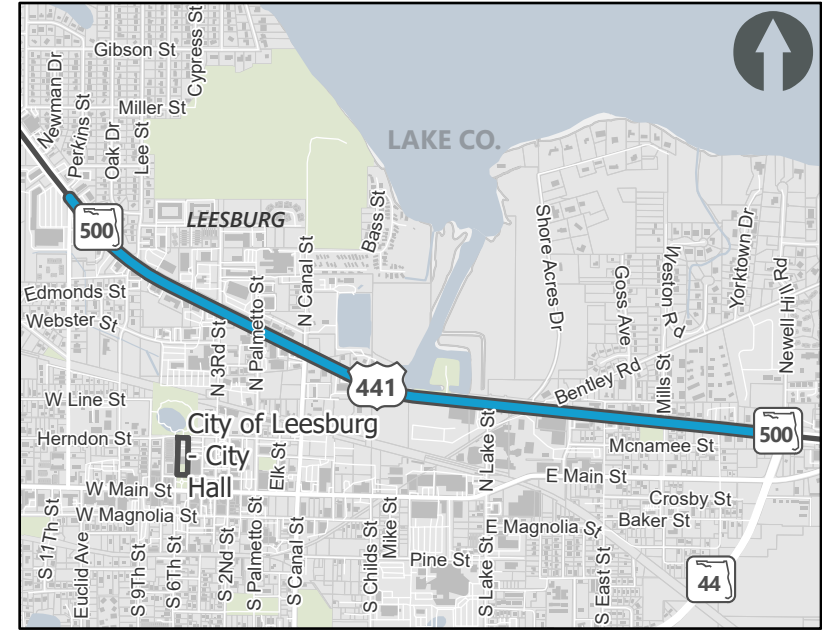 Gibson St
Cypress St
Newman Dr
Miller St
Perkins St
Oak Dr
Lee St
LAKE CO.
LEESBURG
500
Bass St
N Canal St
Shore Acres Dr
Yorktown Dr
Weston Rd
Goss Ave
Newell Hill Rd
Edmonds St
Webster St
N 3Rd St
N Palmetto St
441
Bentley Rd
Mills St
W Line St
Herndon St
City of Leesburg
- City
Hall
Elk St
N Lake St
500
Mcnamee St
E Main St
W Main St
W Magnolia St
Crosby St
Baker St
E Magnolia St
S 11Th St
Euclid Ave
S 9Th St
S 6Th St
S 2Nd St
S Palmetto St
S Canal St
S Childs St
Mike St
Pine St
S Lake St
S East St
44